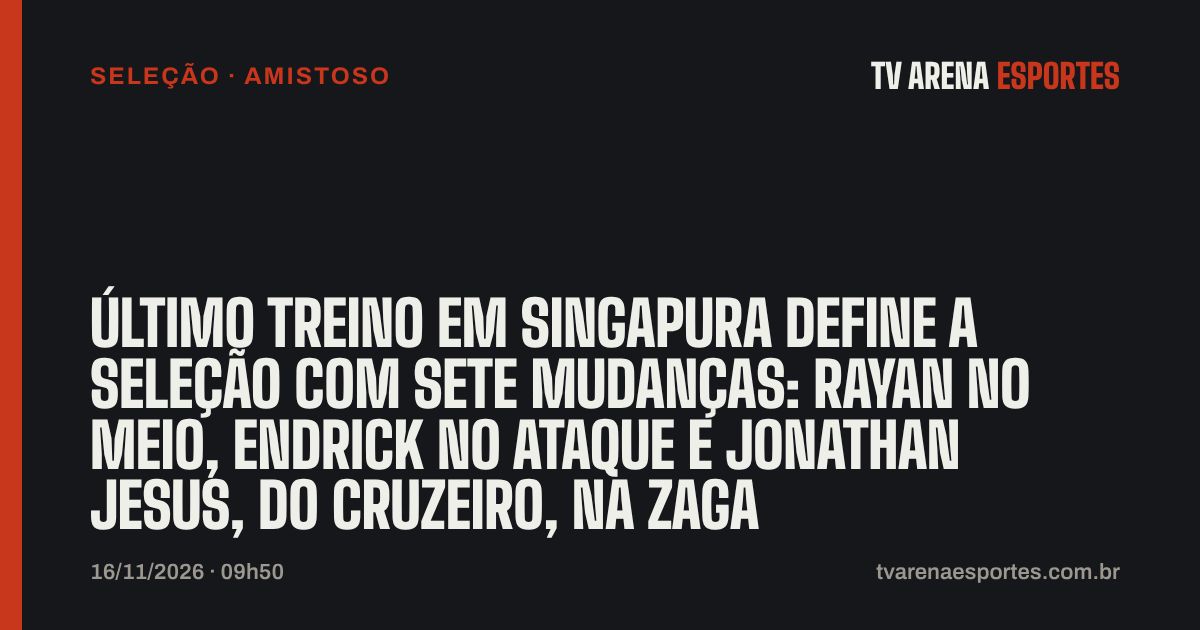 SELEÇÃO · AMISTOSO
TV ARENA ESPORTES
ÚLTIMO TREINO EM SINGAPURA DEFINE A
SELEÇÃO COM SETE MUDANÇAS: RAYAN NO
MEIO, ENDRICK NO ATAQUE E JONATHAN
JESUS, DO CRUZEIRO, NA ZAGA
16/11/2026 · 09h50
tvarenaesportes.com.br